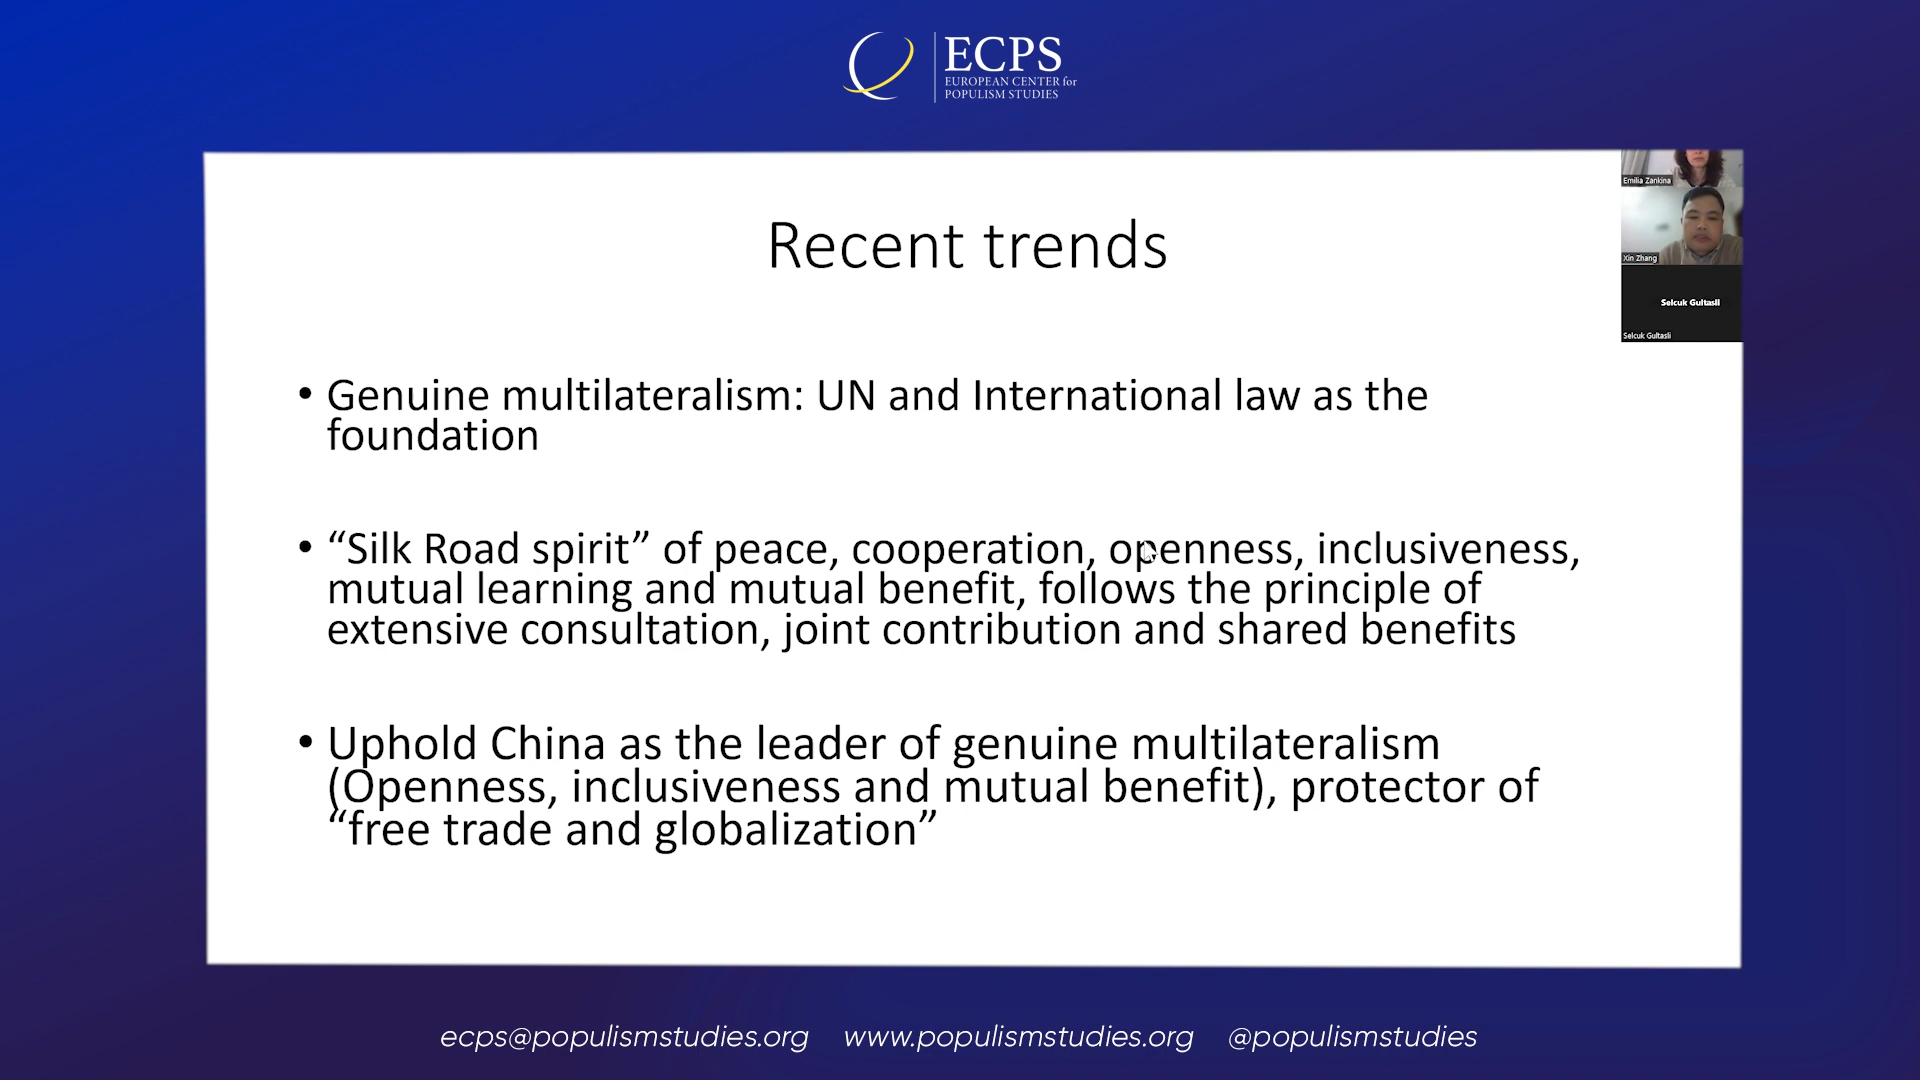 ECPS
EUROPEAN CENTER for
POPULISM STUDIES
Emilia Zankina
Xin Zhang
Selcuk Gultasli
Selcuk Gultasli
Recent trends
• Genuine multilateralism: UN and International law as the
foundation
• “Silk Road spirit” of peace, cooperation, openness, inclusiveness,
mutual learning and mutual benefit, follows the principle of
extensive consultation, joint contribution and shared benefits
• Uphold China as the leader of genuine multilateralism
(Openness, inclusiveness and mutual benefit), protector of
“free trade and globalization”
ecps@populismstudies.org www.populismstudies.org @populismstudies